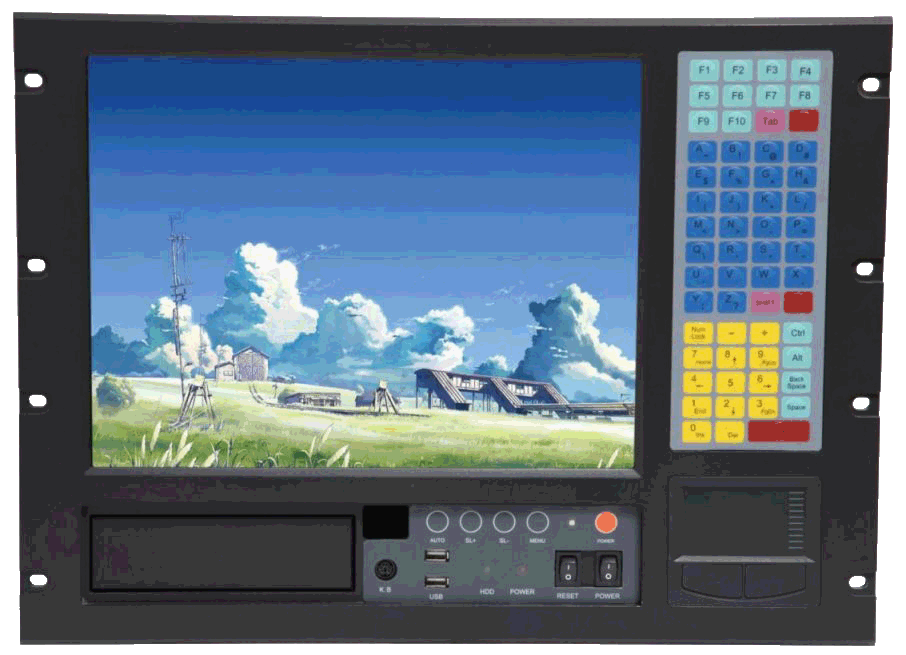 F1 F2 F3 F4
F5 F6 F7 F8
F9 F10 Tab
A B ! C @ D #
E $ F % G H &
I J K L /
M < N > O P =
Q R S T
U V W X
Y Z ? SHIFT
Num Lock - + Ctrl
7 Home 8 9 PgUp Alt
4 5 6 Back Space
1 End 2 3 PgDn Space
0 Ins Del
AUTO SL+ SL- MENU POWER
K.B USB HDD POWER RESET POWER
I I
O O